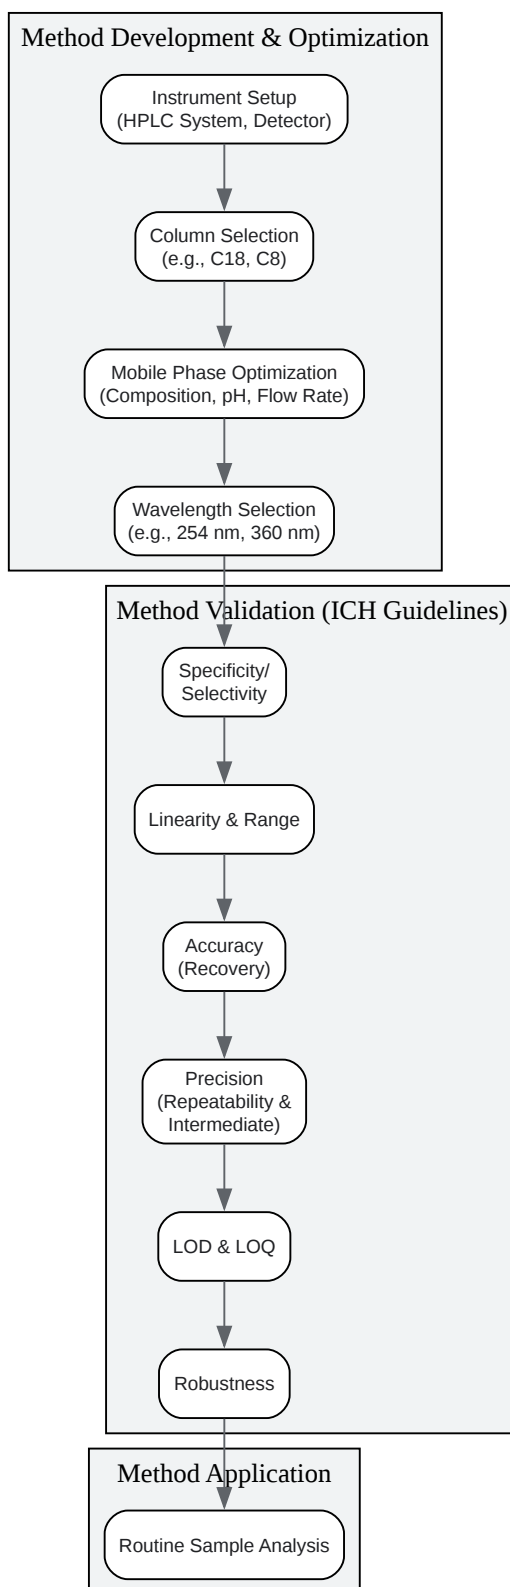 Method Development & Optimization
Instrument Setup
(HPLC System, Detector)
Column Selection
(e.g., C18, C8)
Mobile Phase Optimization
(Composition, pH, Flow Rate)
Wavelength Selection
(e.g., 254 nm, 360 nm)
Method Validation (ICH Guidelines)
Specificity/
Selectivity
Linearity & Range
Accuracy
(Recovery)
Precision
(Repeatability &
Intermediate)
LOD & LOQ
Robustness
Method Application
Routine Sample Analysis